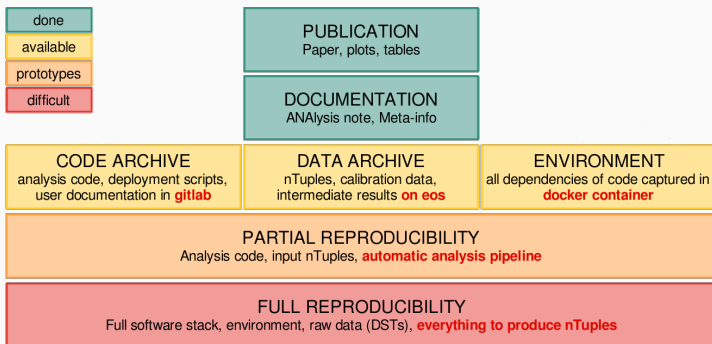 done
available
prototypes
difficult
PUBLICATION
Paper, plots, tables
DOCUMENTATION
ANAlysis note, Meta-info
CODE ARCHIVE
analysis code, deployment scripts,
user documentation in gitlab
DATA ARCHIVE
nTuples, calibration data,
intermediate results on eos
ENVIRONMENT
all dependencies of code captured in
docker container
PARTIAL REPRODUCIBILITY
Analysis code, input nTuples, automatic analysis pipeline
FULL REPRODUCIBILITY
Full software stack, environment, raw data (DSTs), everything to produce nTuples